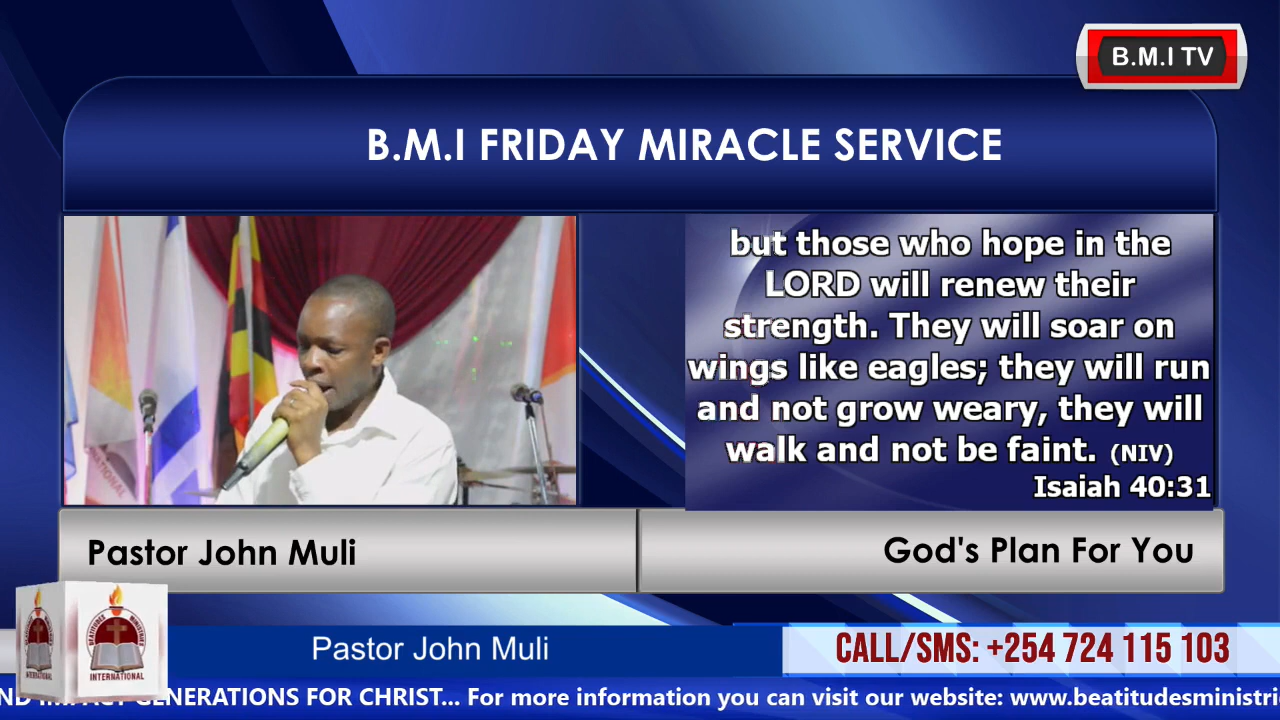 B.M.I TV
B.M.I FRIDAY MIRACLE SERVICE
but those who hope in the
LORD will renew their
strength. They will soar on
wings like eagles; they will run
and not grow weary, they will
walk and not be faint. (NIV)
Isaiah 40:31
Pastor John Muli
God's Plan For You
BEATITUDES MINISTRIES
INTERNATIONAL
Pastor John Muli
CALL/SMS: +254 724 115 103
GENERATIONS FOR CHRIST... For more information you can visit our website: www.beatitudesministri